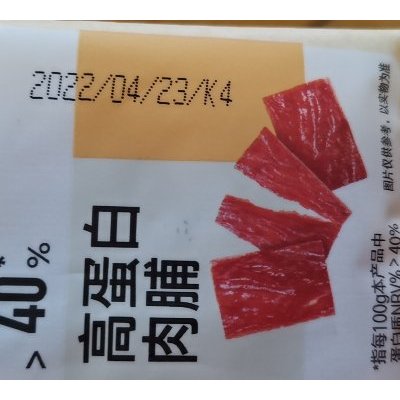 2022/04/23/K4
> 40%*
高蛋白
肉脯
图片仅供参考,以实物为准
*指每100g本产品中
蛋白质NRV%>40%